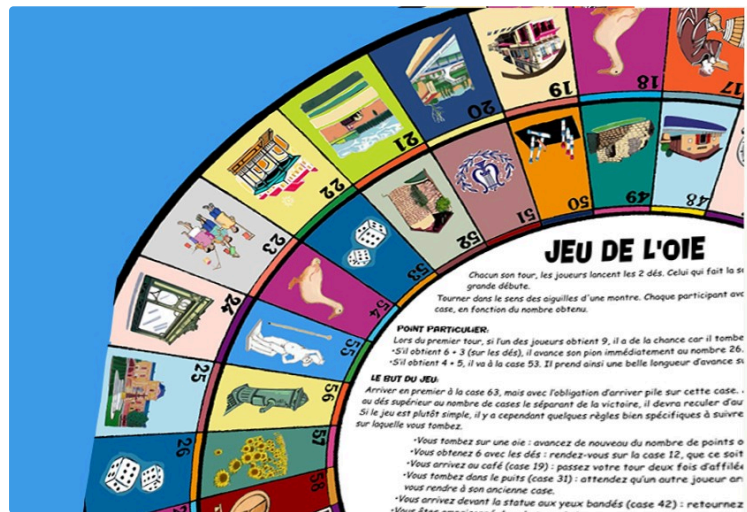 17
18
19
20
21
22
23
24
25
26
48
49
50
51
52
53
54
55
56
57
58
JEU DE L'OIE
Chacun son tour, les joueurs lancent les 2 dés. Celui qui fait la
grande débute.
Tourner dans le sens des aiguilles d'une montre. Chaque participant
case, en fonction du nombre obtenu.
POINT PARTICULIER:
Lors du premier tour, si l'un des joueurs obtient 9, il a de la chance car il tombe
•S'il obtient 6 + 3 (sur les dés), il avance son pion immédiatement au nombre 26.
•S'il obtient 4 + 5, il va à la case 53. Il prend ainsi une belle longueur d'avance
LE BUT DU JEU:
Arriver en premier à la case 63, mais avec l'obligation d'arriver pile sur cette case.
au dés supérieur au nombre de cases le séparant de la victoire, il devra reculer
Si le jeu est plutôt simple, il y a cependant quelques règles bien spécifiques à suivre
sur laquelle vous tombez.
•Vous tombez sur une oie : avancez de nouveau du nombre de points
•Vous obtenez 6 avec les dés : rendez-vous sur la case 12, que ce soit
•Vous arrivez au café (case 19) : passez votre tour deux fois
•Vous tombez dans le puits (case 31) : attendez qu'un autre joueur
vous rendre à son ancienne case.
•Vous arrivez devant la statue aux yeux bandés (case 42) : retournez